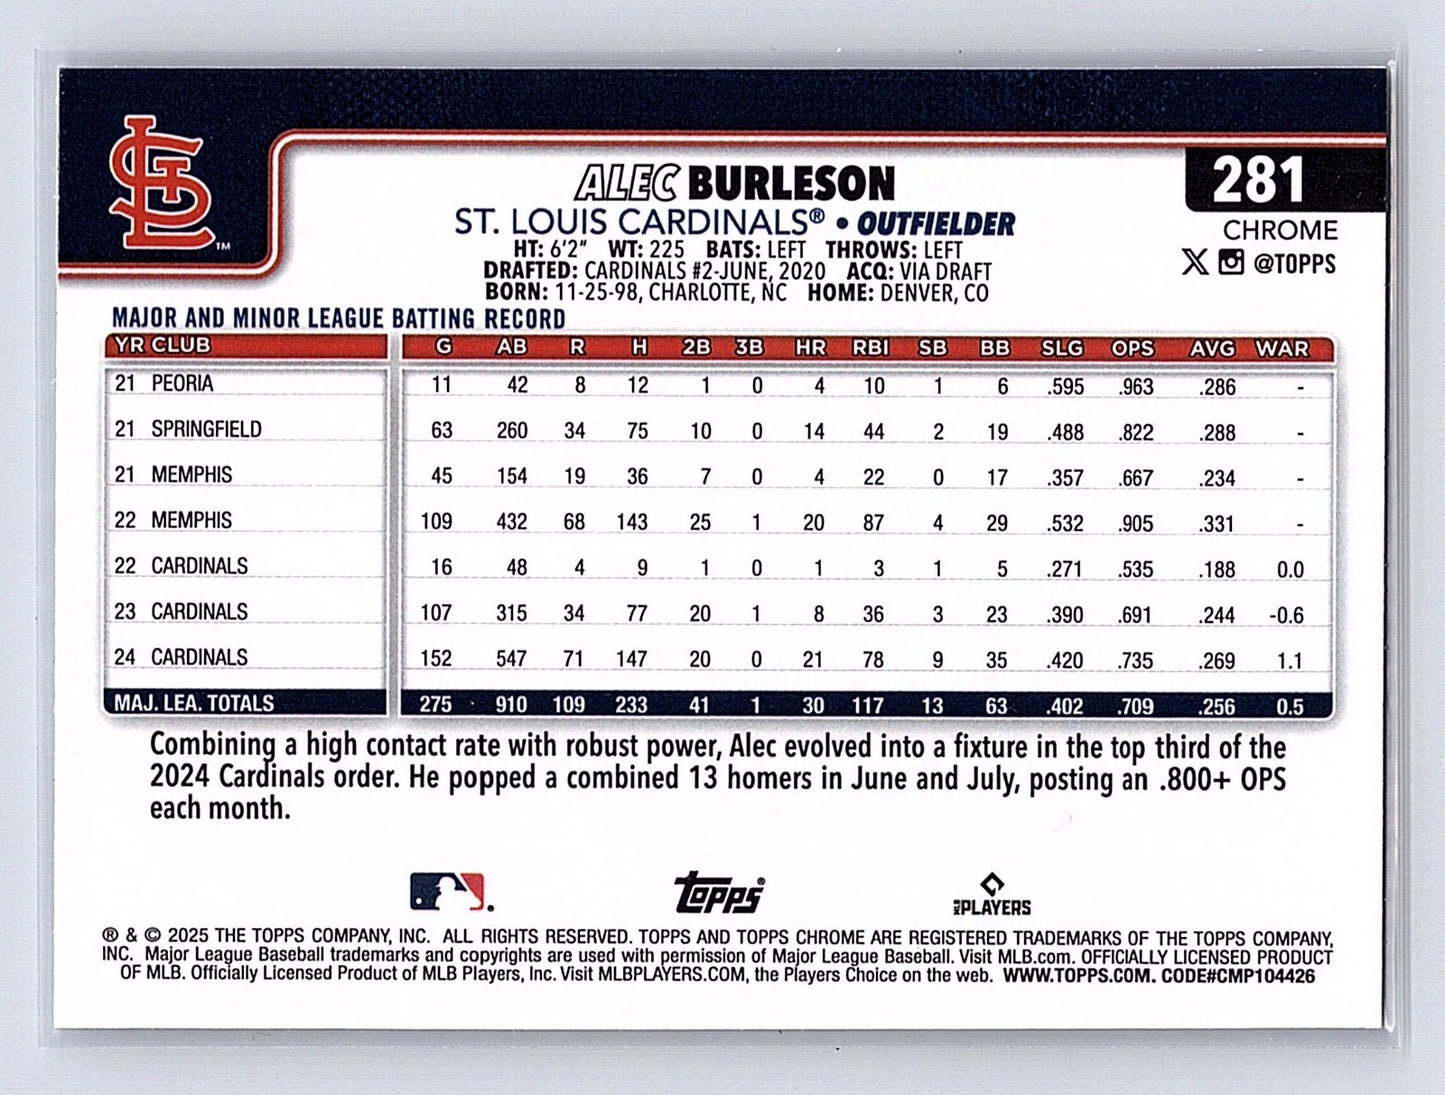 STL™
ALEC BURLESON
281
ST. LOUIS CARDINALS® • OUTFIELDER
CHROME
HT: 6'2" WT: 225 BATS: LEFT THROWS: LEFT
@TOPPS
DRAFTED: CARDINALS #2-JUNE, 2020 ACQ: VIA DRAFT
BORN: 11-25-98, CHARLOTTE, NC HOME: DENVER, CO
MAJOR AND MINOR LEAGUE BATTING RECORD
YR CLUB G AB R H 2B 3B HR RBI SB BB SLG OPS AVG WAR
21 PEORIA 11 42 8 12 1 0 4 10 1 6 .595 .963 .286 -
21 SPRINGFIELD 63 260 34 75 10 0 14 44 2 19 .488 .822 .288 -
21 MEMPHIS 45 154 19 36 7 0 4 22 0 17 .357 .667 .234 -
22 MEMPHIS 109 432 68 143 25 1 20 87 4 29 .532 .905 .331 -
22 CARDINALS 16 48 4 9 1 0 1 3 1 5 .271 .535 .188 0.0
23 CARDINALS 107 315 34 77 20 1 8 36 3 23 .390 .691 .244 -0.6
24 CARDINALS 152 547 71 147 20 0 21 78 9 35 .420 .735 .269 1.1
MAJ. LEA. TOTALS 275 910 109 233 41 1 30 117 13 63 .402 .709 .256 0.5
Combining a high contact rate with robust power, Alec evolved into a fixture in the top third of the
2024 Cardinals order. He popped a combined 13 homers in June and July, posting an .800+ OPS
each month.
topps®
MLB PLAYERS
® & © 2025 THE TOPPS COMPANY, INC. ALL RIGHTS RESERVED. TOPPS AND TOPPS CHROME ARE REGISTERED TRADEMARKS OF THE TOPPS COMPANY,
INC. Major League Baseball trademarks and copyrights are used with permission of Major League Baseball. Visit MLB.com. OFFICIALLY LICENSED PRODUCT
OF MLB. Officially Licensed Product of MLB Players, Inc. Visit MLBPLAYERS.COM, the Players Choice on the web. WWW.TOPPS.COM. CODE#CMP104426